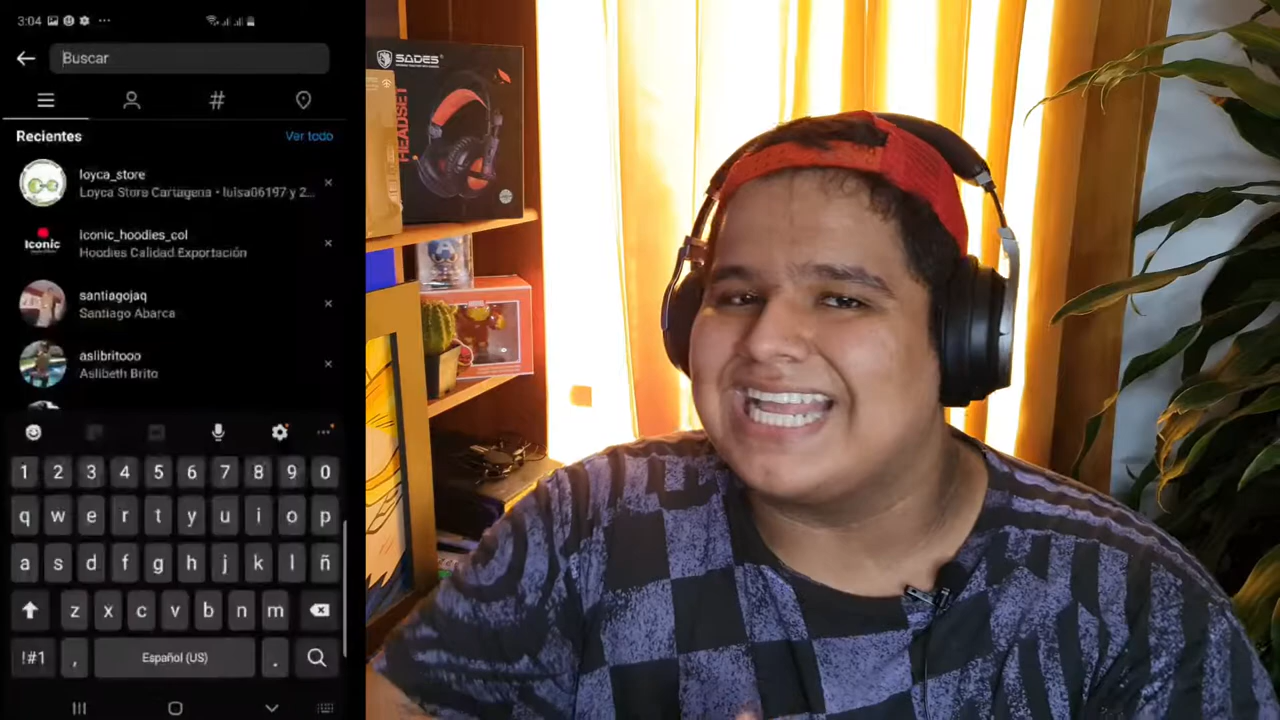 3:04
Buscar
#
Recientes
Ver todo
loyca_store
Loyca Store Cartagena • luisa06197 y 2...
Iconic
Iconic_hoodies_col
Hoodies Calidad Exportación
santiagojaq
Santiago Abarca
aslibritooo
Aslibeth Brito
1 2 3 4 5 6 7 8 9 0
q w e r t y u i o p
a s d f g h j k l ñ
z x c v b n m
!#1 , Español (US) .
SADES
HEADSET